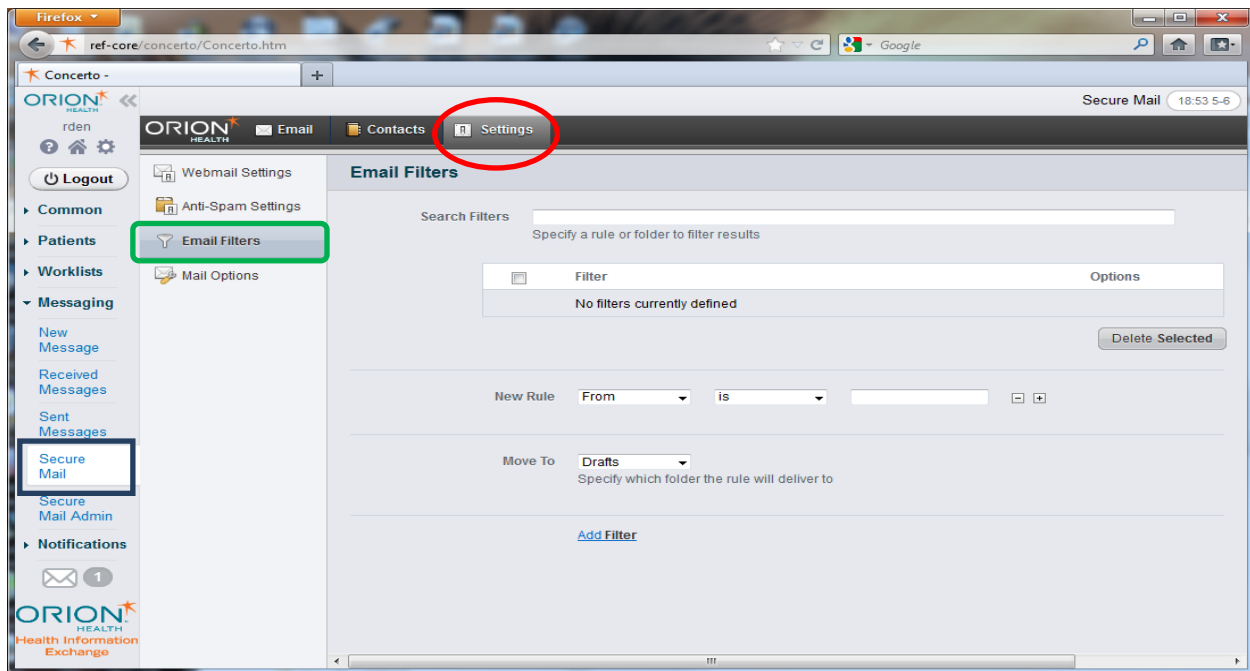 Firefox
ref-core/concerto/Concerto.htm
Google
Concerto -
ORION
HEALTH
Secure Mail 18:53 5-6
rden
ORION
HEALTH
Email
Contacts
Settings
Logout
Webmail Settings
Anti-Spam Settings
Email Filters
Mail Options
Common
Patients
Worklists
Messaging
New
Message
Received
Messages
Sent
Messages
Secure
Mail
Secure
Mail Admin
Notifications
1
ORION
HEALTH
Health Information
Exchange
Email Filters
Search Filters
Specify a rule or folder to filter results
Filter Options
No filters currently defined
Delete Selected
New Rule From is
Move To Drafts
Specify which folder the rule will deliver to
Add Filter